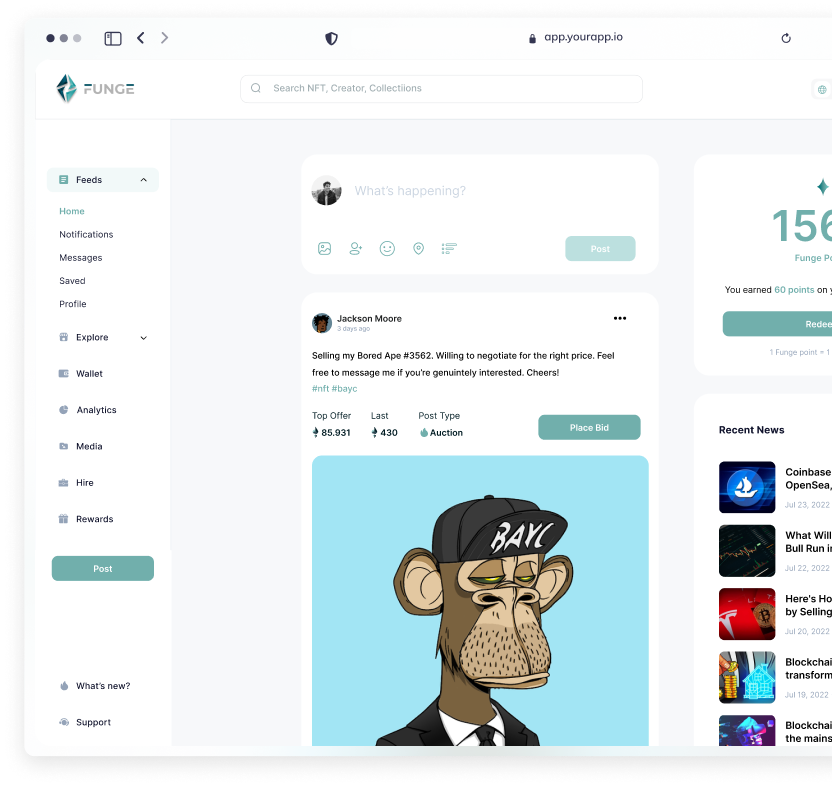 app.yourapp.io
FUNGE
Search NFT, Creator, Collectiions
Feeds
Home
Notifications
Messages
Saved
Profile
Explore
Wallet
Analytics
Media
Hire
Rewards
Post
What's new?
Support
What's happening?
Post
Jackson Moore
3 days ago
Selling my Bored Ape #3562. Willing to negotiate for the right price. Feel
free to message me if you're genuintely interested. Cheers!
#nft #bayc
Top Offer Last Post Type
85.931 430 Auction
Place Bid
BAYC
156
Funge Po
You earned 60 points on y
Redee
1 Funge point = 1
Recent News
Coinbase
OpenSea,
Jul 23, 2022
What Will
Bull Run i
Jul 22, 2022
Here's Ho
by Selling
Jul 20, 2022
Blockchai
transform
Jul 19, 2022
Blockchai
the mains